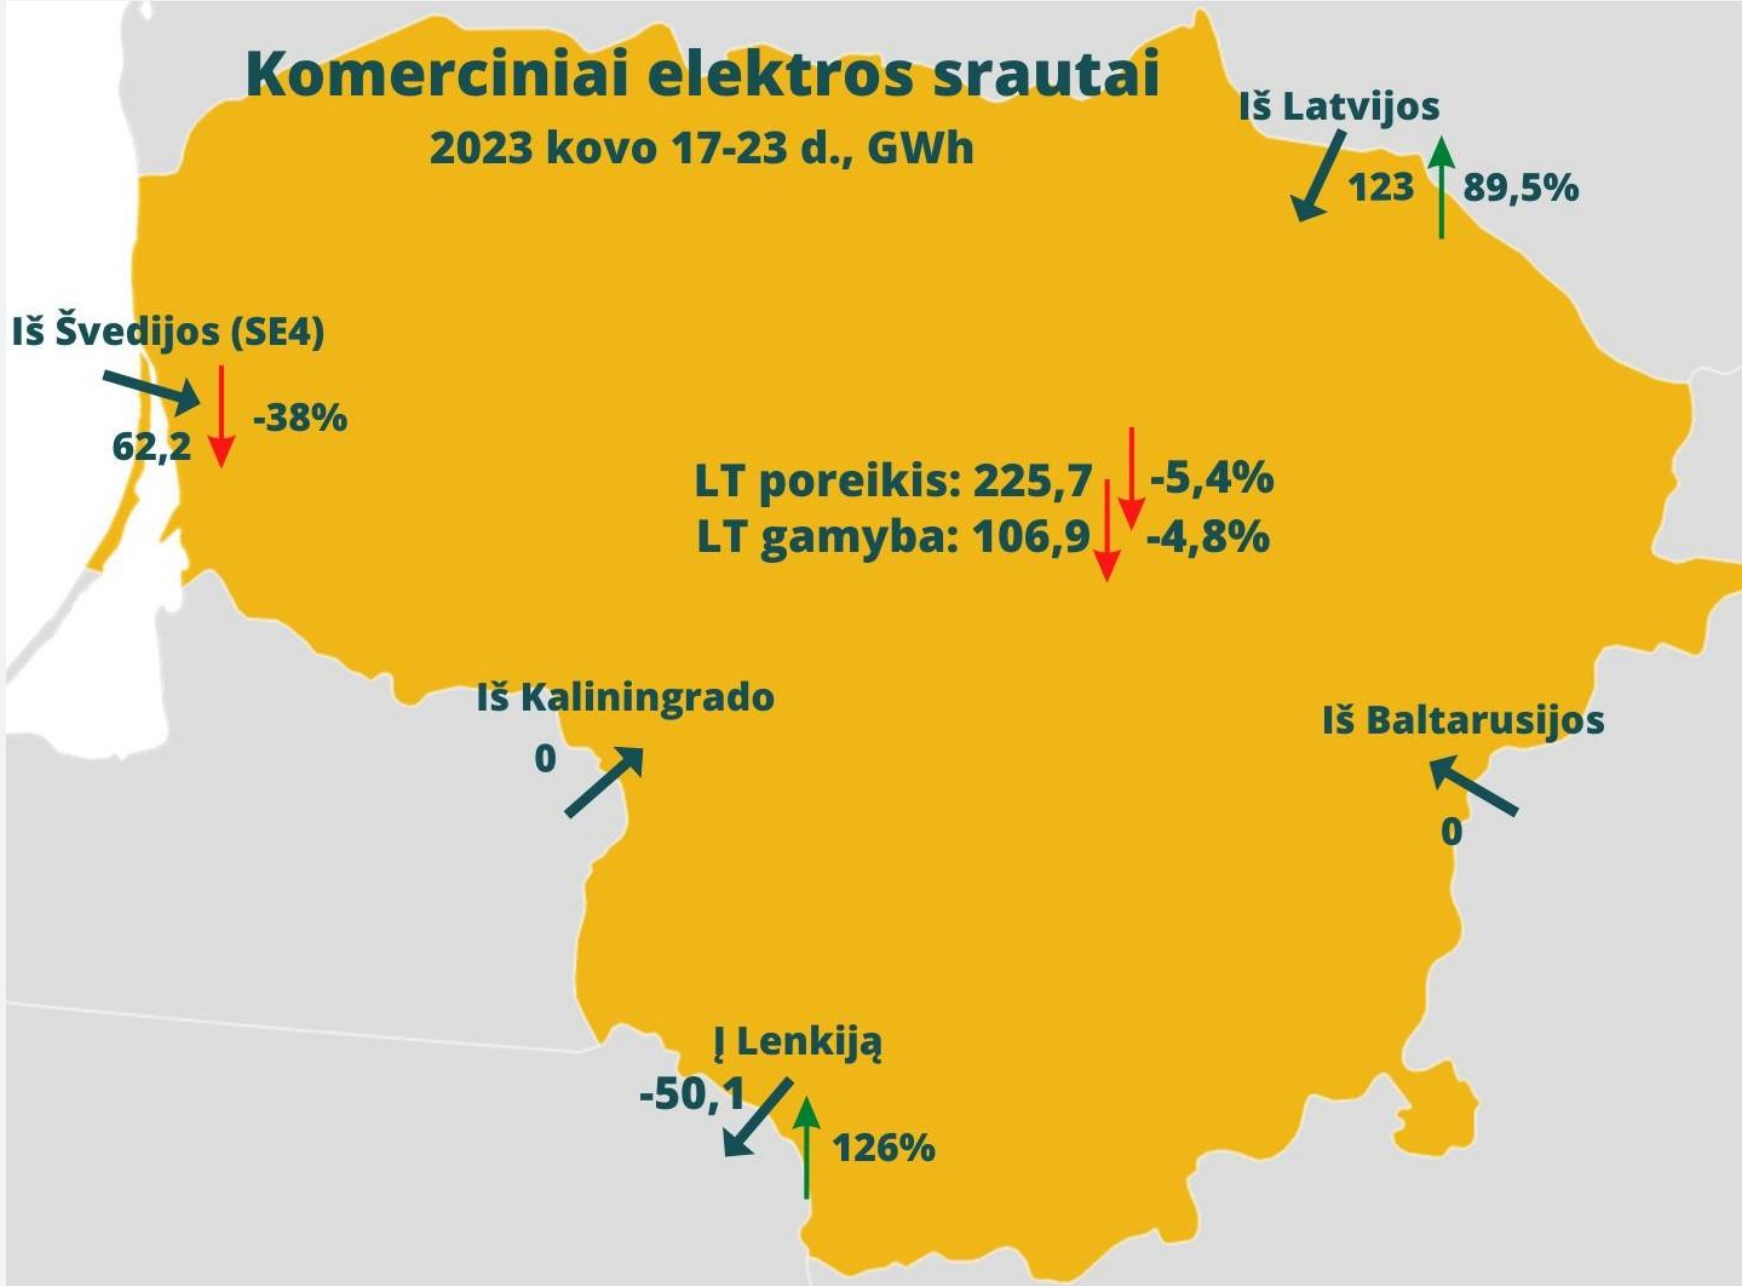 Komerciniai elektros srautai
2023 kovo 17-23 d., GWh
Iš Latvijos
123
89,5%
Iš Švedijos (SE4)
62,2
-38%
LT poreikis: 225,7
-5,4%
LT gamyba: 106,9
-4,8%
Iš Kaliningrado
0
Iš Baltarusijos
0
Į Lenkiją
-50,1
126%